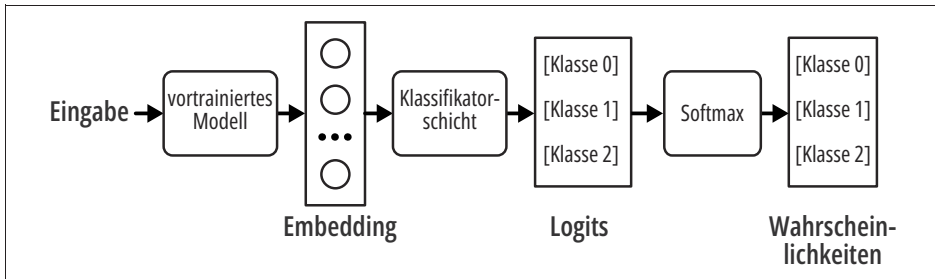 Eingabe
vortrainiertes
Modell
Embedding
Klassifikator-
schicht
[Klasse 0]
[Klasse 1]
[Klasse 2]
Logits
Softmax
[Klasse 0]
[Klasse 1]
[Klasse 2]
Wahrschein-
lichkeiten